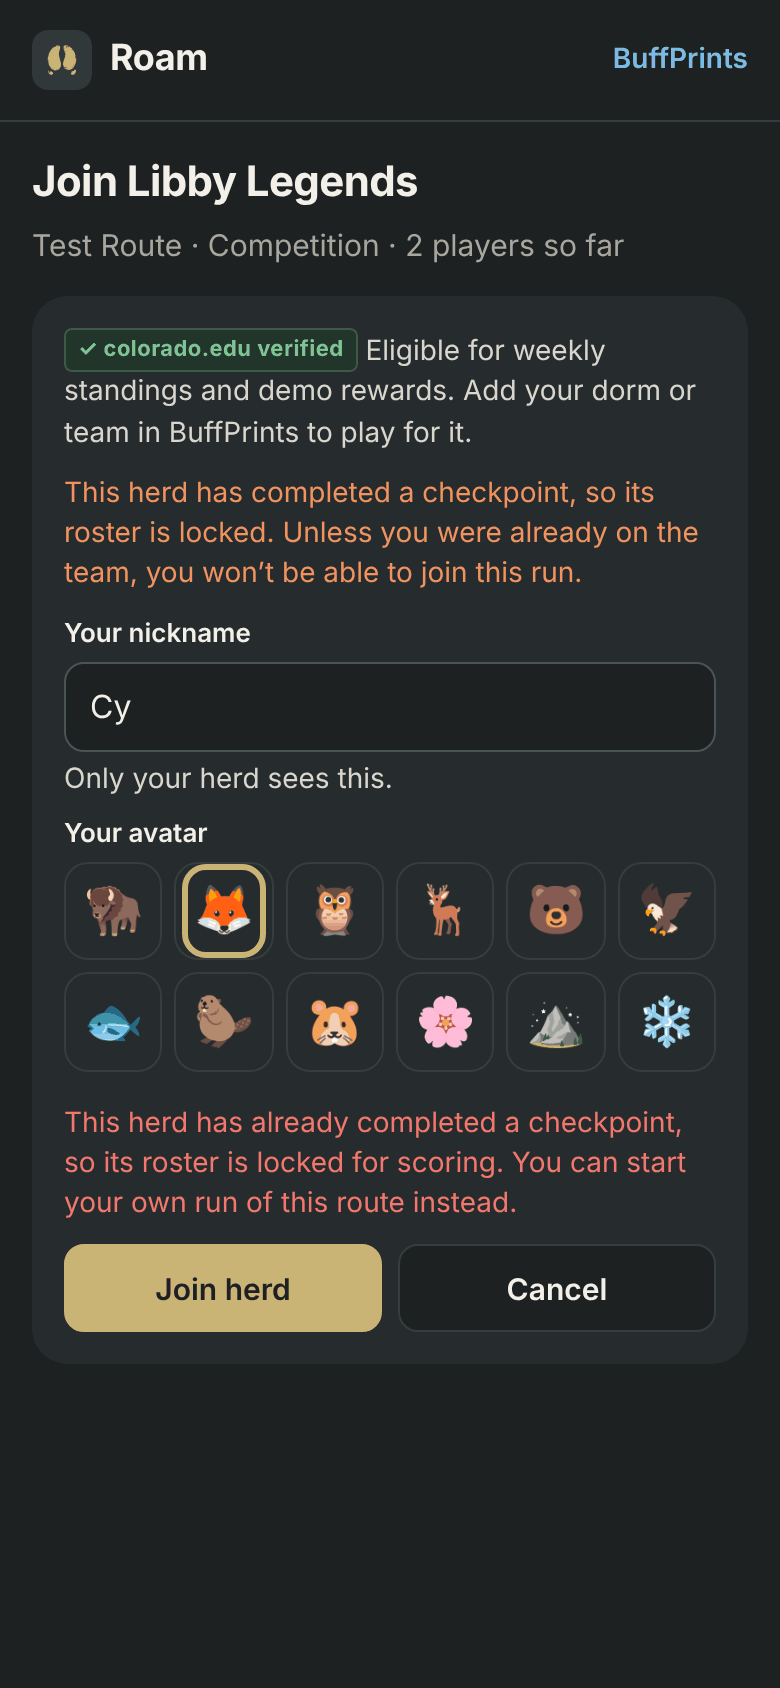 Roam
BuffPrints
Join Libby Legends
Test Route · Competition · 2 players so far
✓ colorado.edu verified Eligible for weekly
standings and demo rewards. Add your dorm or
team in BuffPrints to play for it.
This herd has completed a checkpoint, so its
roster is locked. Unless you were already on the
team, you won’t be able to join this run.
Your nickname
Cy
Only your herd sees this.
Your avatar
This herd has already completed a checkpoint,
so its roster is locked for scoring. You can start
your own run of this route instead.
Join herd
Cancel